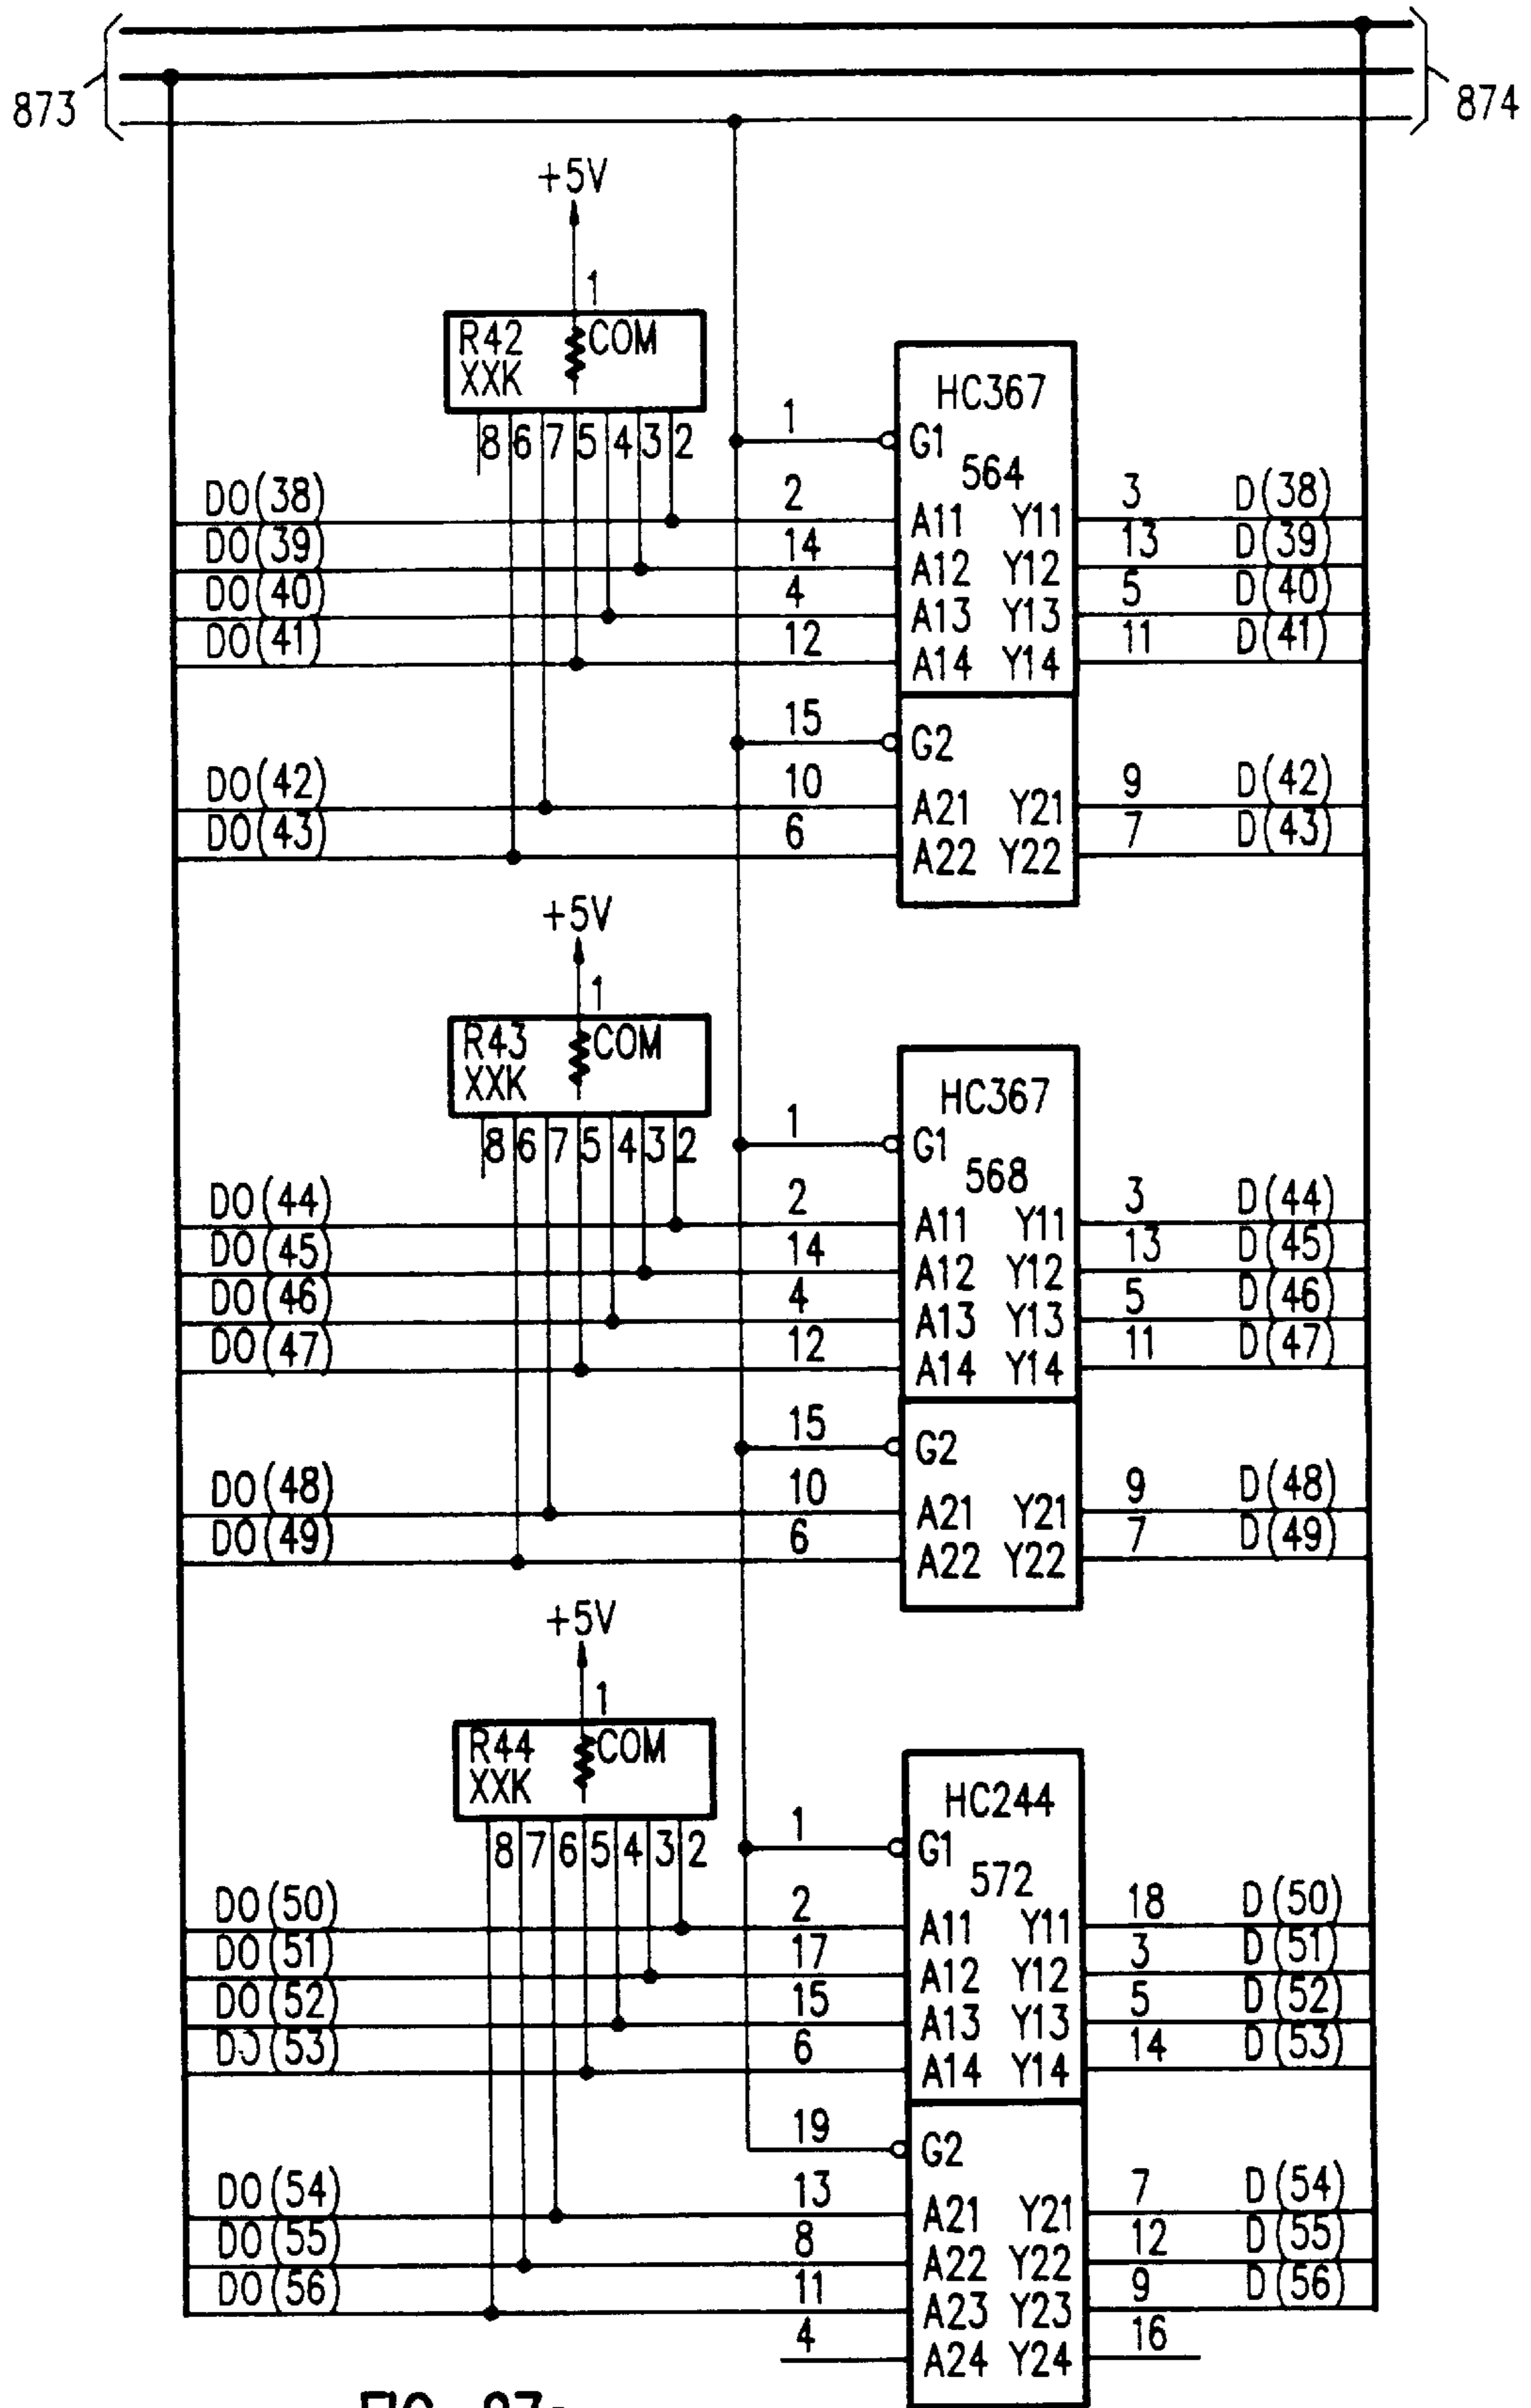 873
874
+5V
1
R42 COM
XXK
8 6 7 5 4 3 2
HC367
1 G1
564
DO(38) 2 A11 Y11 3 D(38)
DO(39) 14 A12 Y12 13 D(39)
DO(40) 4 A13 Y13 5 D(40)
DO(41) 12 A14 Y14 11 D(41)
15 G2
DO(42) 10 A21 Y21 9 D(42)
DO(43) 6 A22 Y22 7 D(43)
+5V
1
R43 COM
XXK
8 6 7 5 4 3 2
HC367
1 G1
568
DO(44) 2 A11 Y11 3 D(44)
DO(45) 14 A12 Y12 13 D(45)
DO(46) 4 A13 Y13 5 D(46)
DO(47) 12 A14 Y14 11 D(47)
15 G2
DO(48) 10 A21 Y21 9 D(48)
DO(49) 6 A22 Y22 7 D(49)
+5V
1
R44 COM
XXK
8 7 6 5 4 3 2
HC244
1 G1
572
DO(50) 2 A11 Y11 18 D(50)
DO(51) 17 A12 Y12 3 D(51)
DO(52) 15 A13 Y13 5 D(52)
DO(53) 6 A14 Y14 14 D(53)
19 G2
DO(54) 13 A21 Y21 7 D(54)
DO(55) 8 A22 Y22 12 D(55)
DO(56) 11 A23 Y23 9 D(56)
4 A24 Y24 16